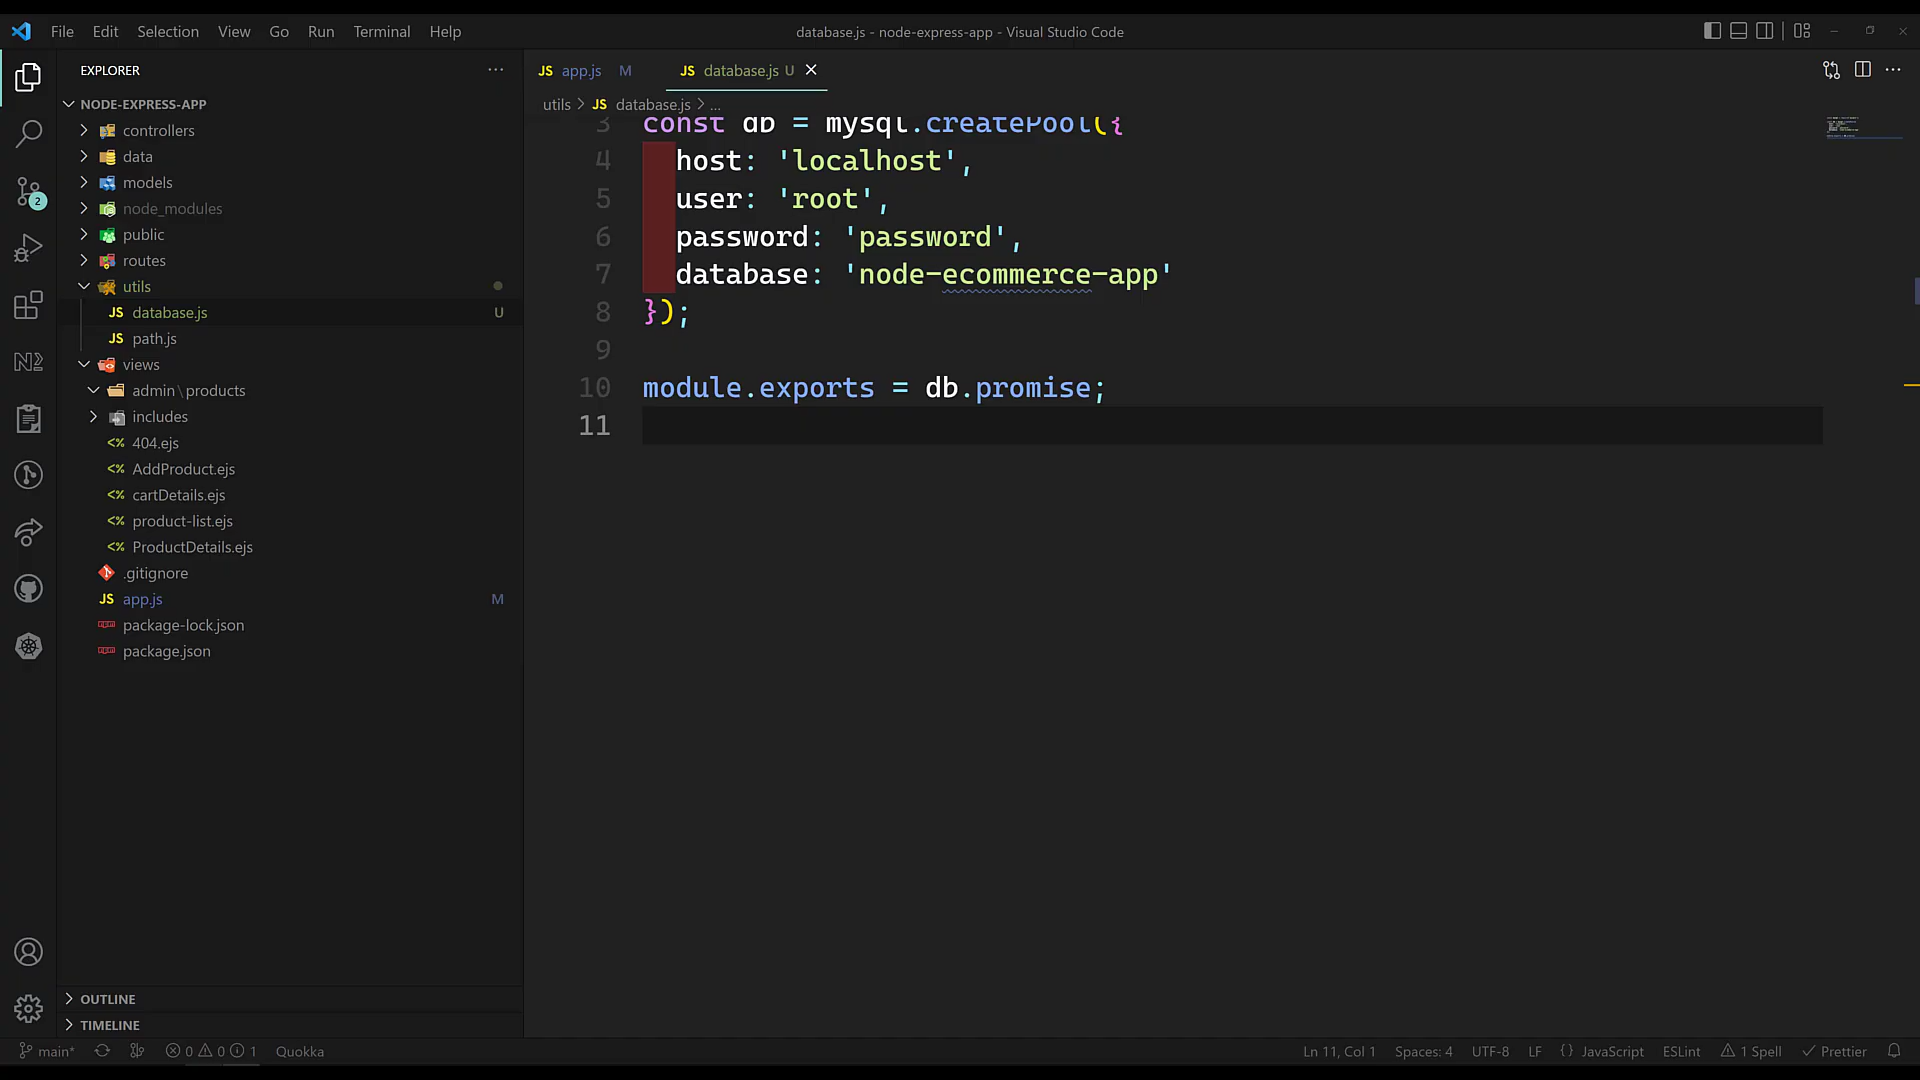 File Edit Selection View Go Run Terminal Help
database.js - node-express-app - Visual Studio Code
EXPLORER
NODE-EXPRESS-APP
controllers
data
models
node_modules
public
routes
utils
JS database.js U
JS path.js
views
admin\products
includes
<% 404.ejs
<% AddProduct.ejs
<% cartDetails.ejs
<% product-list.ejs
<% ProductDetails.ejs
.gitignore
JS app.js M
package-lock.json
package.json
OUTLINE
TIMELINE
2
JS app.js M JS database.js U
utils > JS database.js > ...
3 const db = mysql.createPool({
4 host: 'localhost',
5 user: 'root',
6 password: 'password',
7 database: 'node-ecommerce-app'
8 });
9
10 module.exports = db.promise;
11
main* 0 0 1 Quokka
Ln 11, Col 1 Spaces: 4 UTF-8 LF {} JavaScript ESLint 1 Spell Prettier